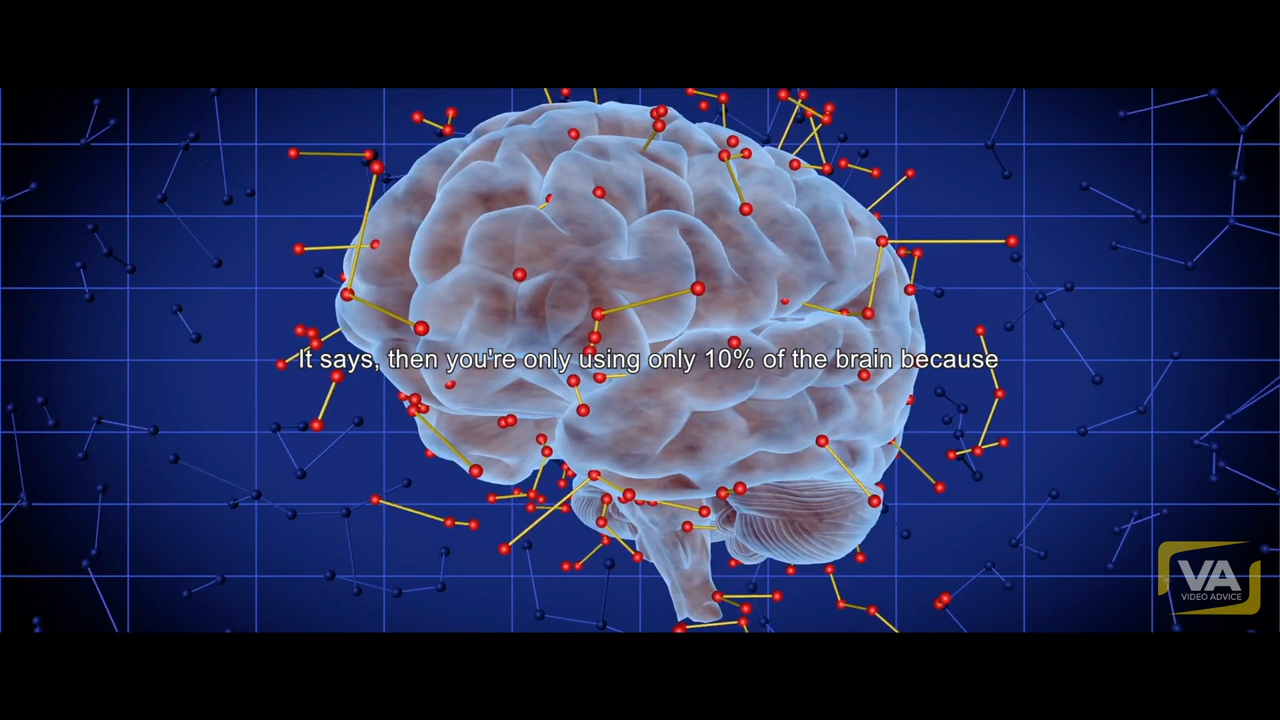 It says, then you're only using only 10% of the brain because
VA
VIDEO ADVICE